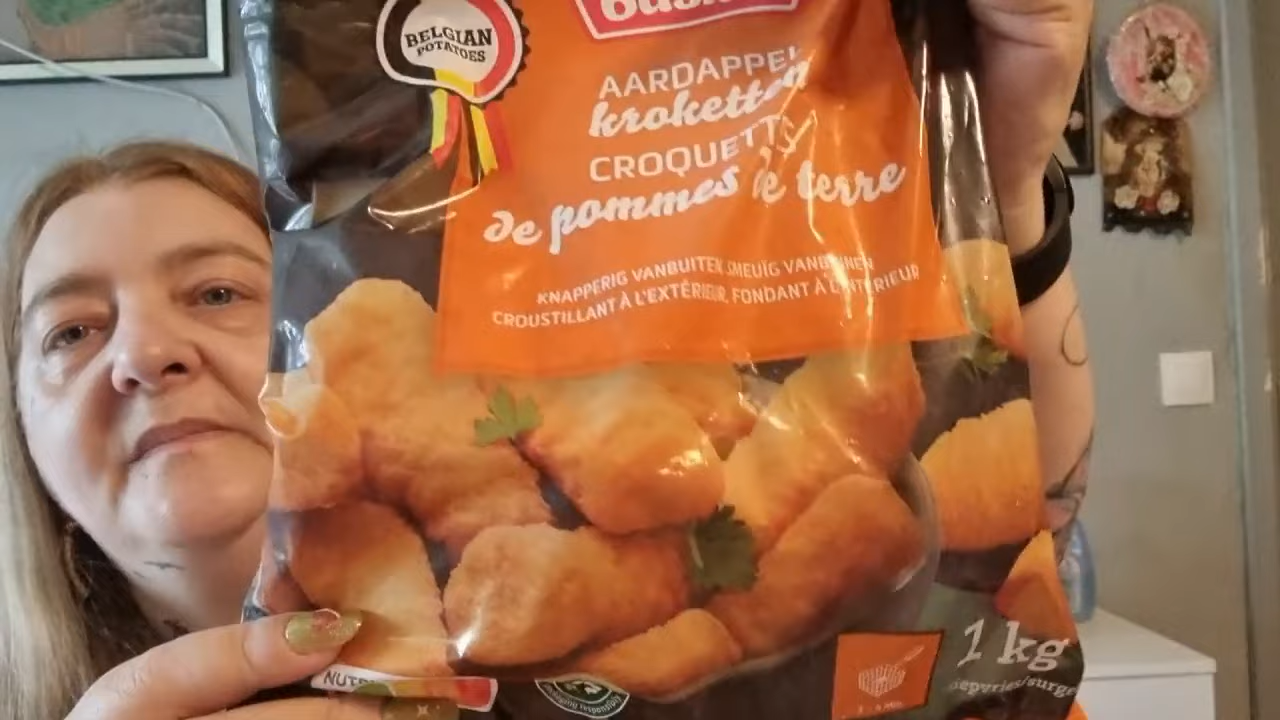 BELGIAN
POTATOES
AARDAPPEL
kroketten
CROQUETTES
de pommes de terre
KNAPPERIG VANBUITEN, SMEUÏG VANBINNEN
CROUSTILLANT À L'EXTÉRIEUR, FONDANT À L'INTÉRIEUR
1 kg